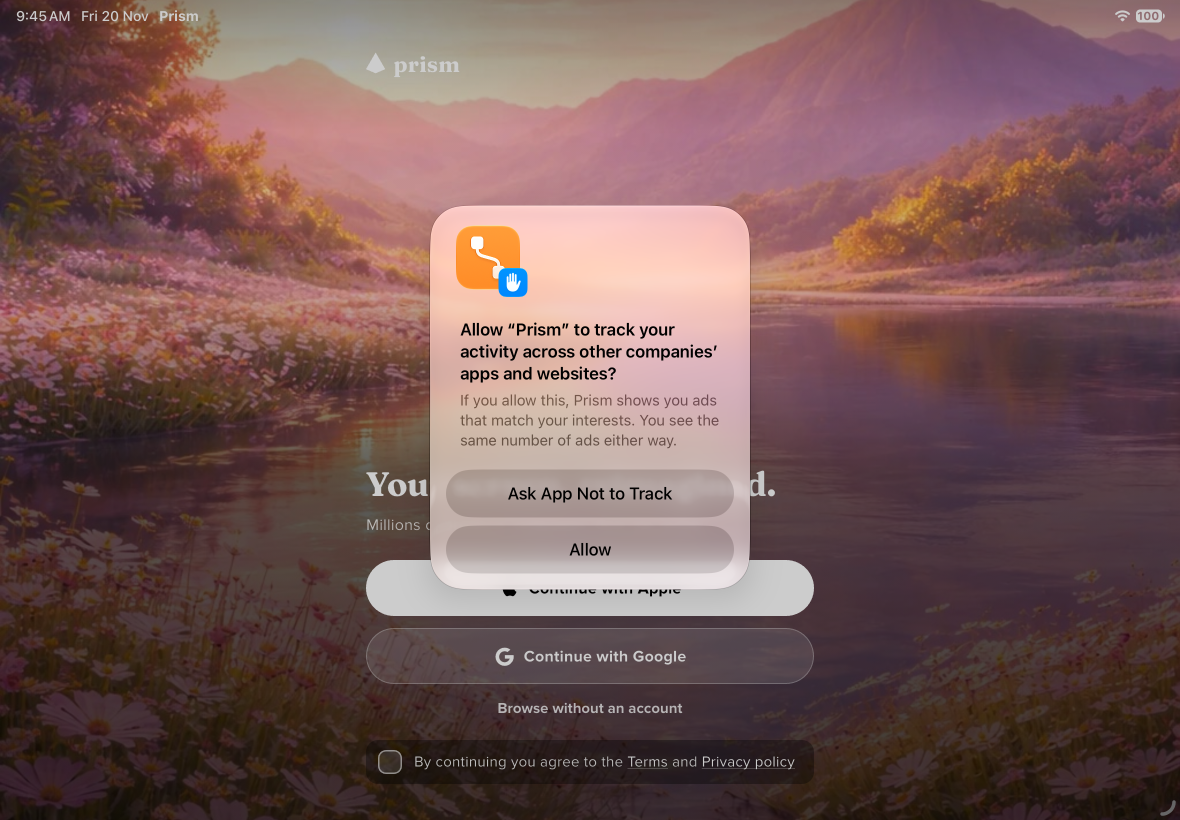 9:45 AM Fri 20 Nov Prism
100
prism
Allow “Prism” to track your
activity across other companies’
apps and websites?
If you allow this, Prism shows you ads
that match your interests. You see the
same number of ads either way.
You
d.
Ask App Not to Track
Millions
Allow
Continue with Apple
Continue with Google
Browse without an account
By continuing you agree to the Terms and Privacy policy